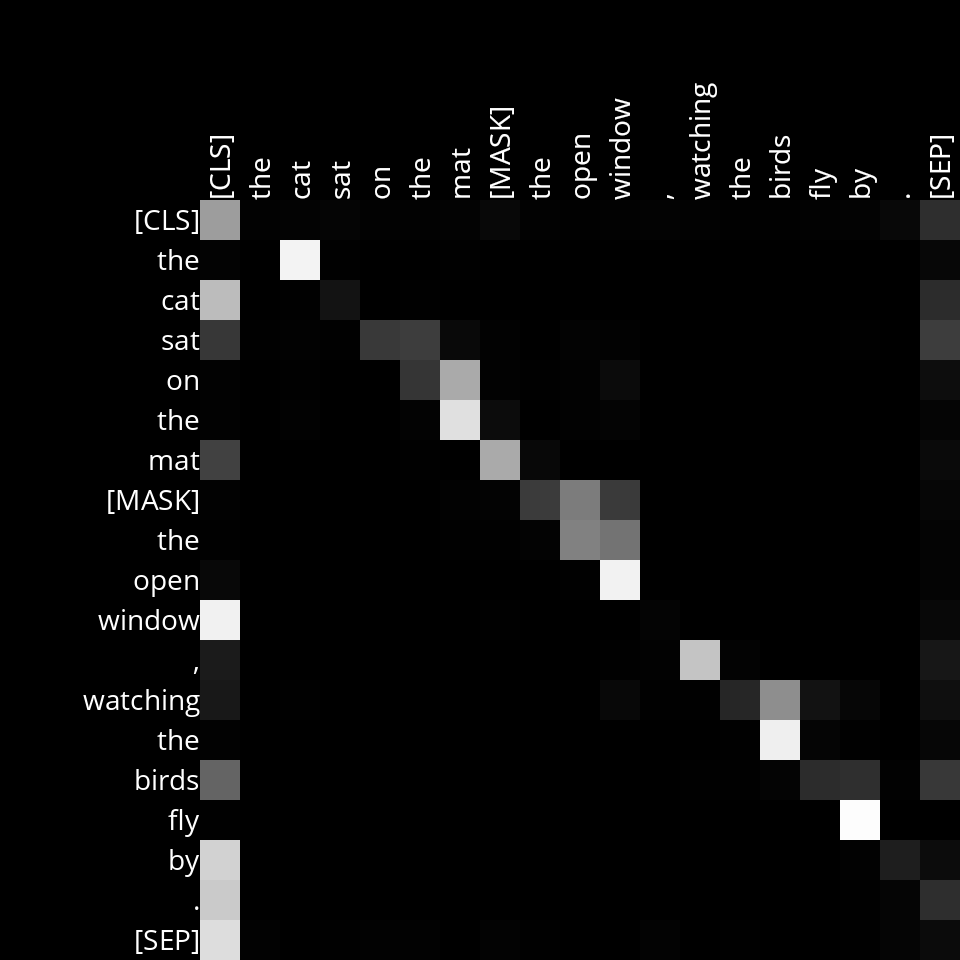 [CLS] the cat sat on the mat [MASK] the open window , watching the birds fly by . [SEP]
[CLS]
the
cat
sat
on
the
mat
[MASK]
the
open
window
,
watching
the
birds
fly
by
.
[SEP]